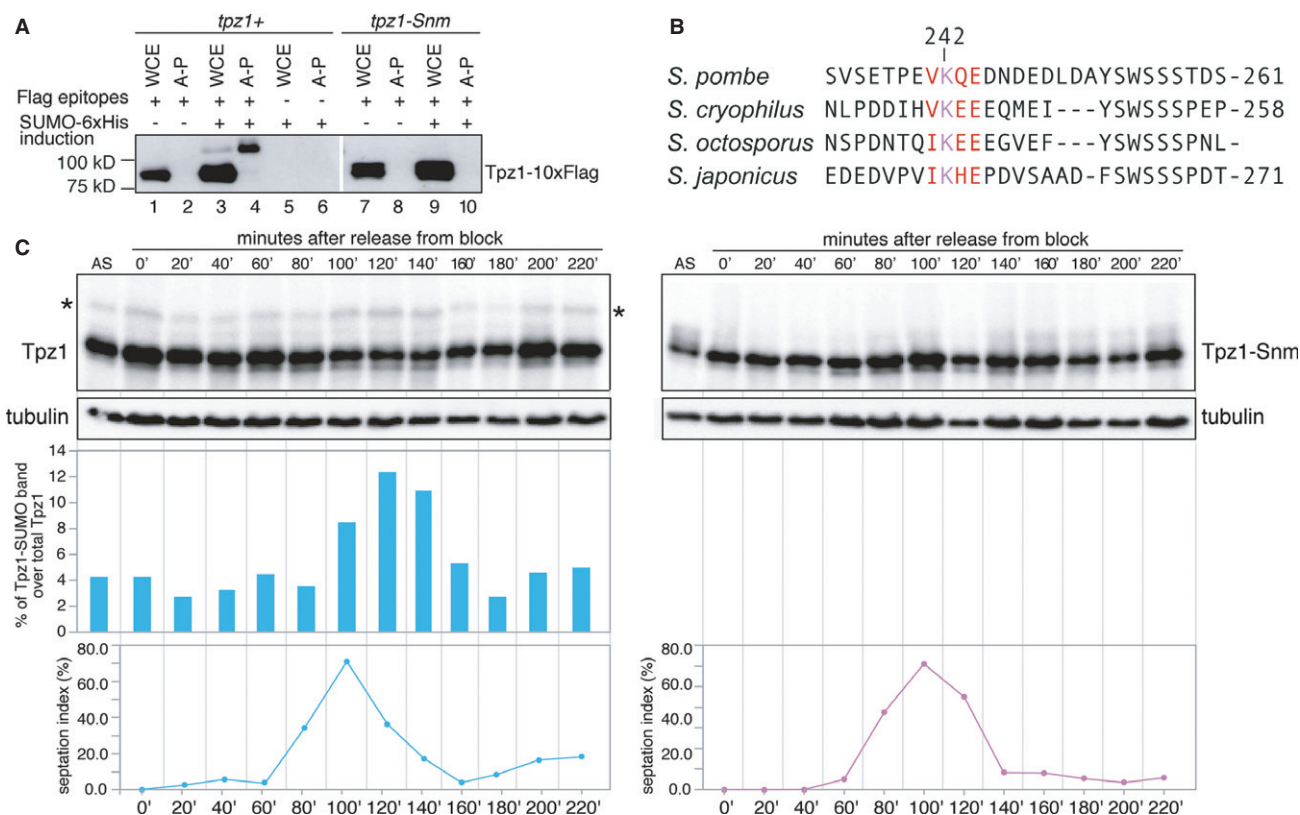 A
tpz1+ tpz1-Snm
WCE A-P WCE A-P WCE A-P WCE A-P WCE A-P
Flag epitopes + + + + - - + + + +
SUMO-6xHis induction - - + + + + - - + +
100 kD
75 kD
Tpz1-10xFlag
1 2 3 4 5 6 7 8 9 10
B
242
S. pombe SVSETPEVKQEDNDEDLDAYSWSSSTDS-261
S. cryophilus NLPDDIHVKEEEQMEI---YSWSSSPEP-258
S. octosporus NSPDNTQIKEEEGVEF---YSWSSSPNL-
S. japonicus EDEDVPVIKHEPDVSAAD-FSWSSSPDT-271
C
minutes after release from block
AS 0' 20' 40' 60' 80' 100' 120' 140' 160' 180' 200' 220'
* *
Tpz1
tubulin
% of Tpz1-SUMO band over total Tpz1
14
12
10
8
6
4
2
0
septation index (%)
80.0
60.0
40.0
20.0
0.0
0' 20' 40' 60' 80' 100' 120' 140' 160' 180' 200' 220'
minutes after release from block
AS 0' 20' 40' 60' 80' 100' 120' 140' 160' 180' 200' 220'
Tpz1-Snm
tubulin
septation index (%)
80.0
60.0
40.0
20.0
0.0
0' 20' 40' 60' 80' 100' 120' 140' 160' 180' 200' 220'